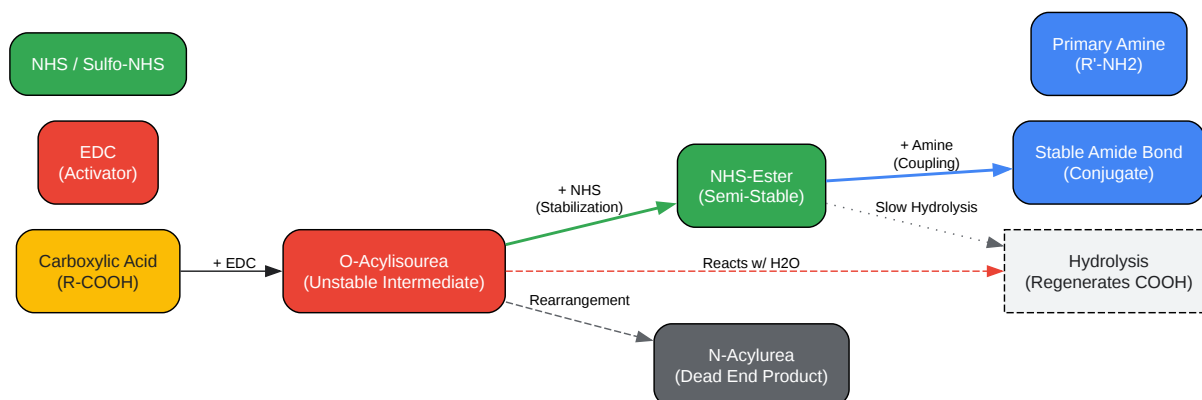 NHS / Sulfo-NHS
EDC
(Activator)
Carboxylic Acid
(R-COOH)
+ EDC
O-Acylisourea
(Unstable Intermediate)
+ NHS
(Stabilization)
Reacts w/ H2O
Rearrangement
NHS-Ester
(Semi-Stable)
N-Acylurea
(Dead End Product)
+ Amine
(Coupling)
Slow Hydrolysis
Primary Amine
(R'-NH2)
Stable Amide Bond
(Conjugate)
Hydrolysis
(Regenerates COOH)